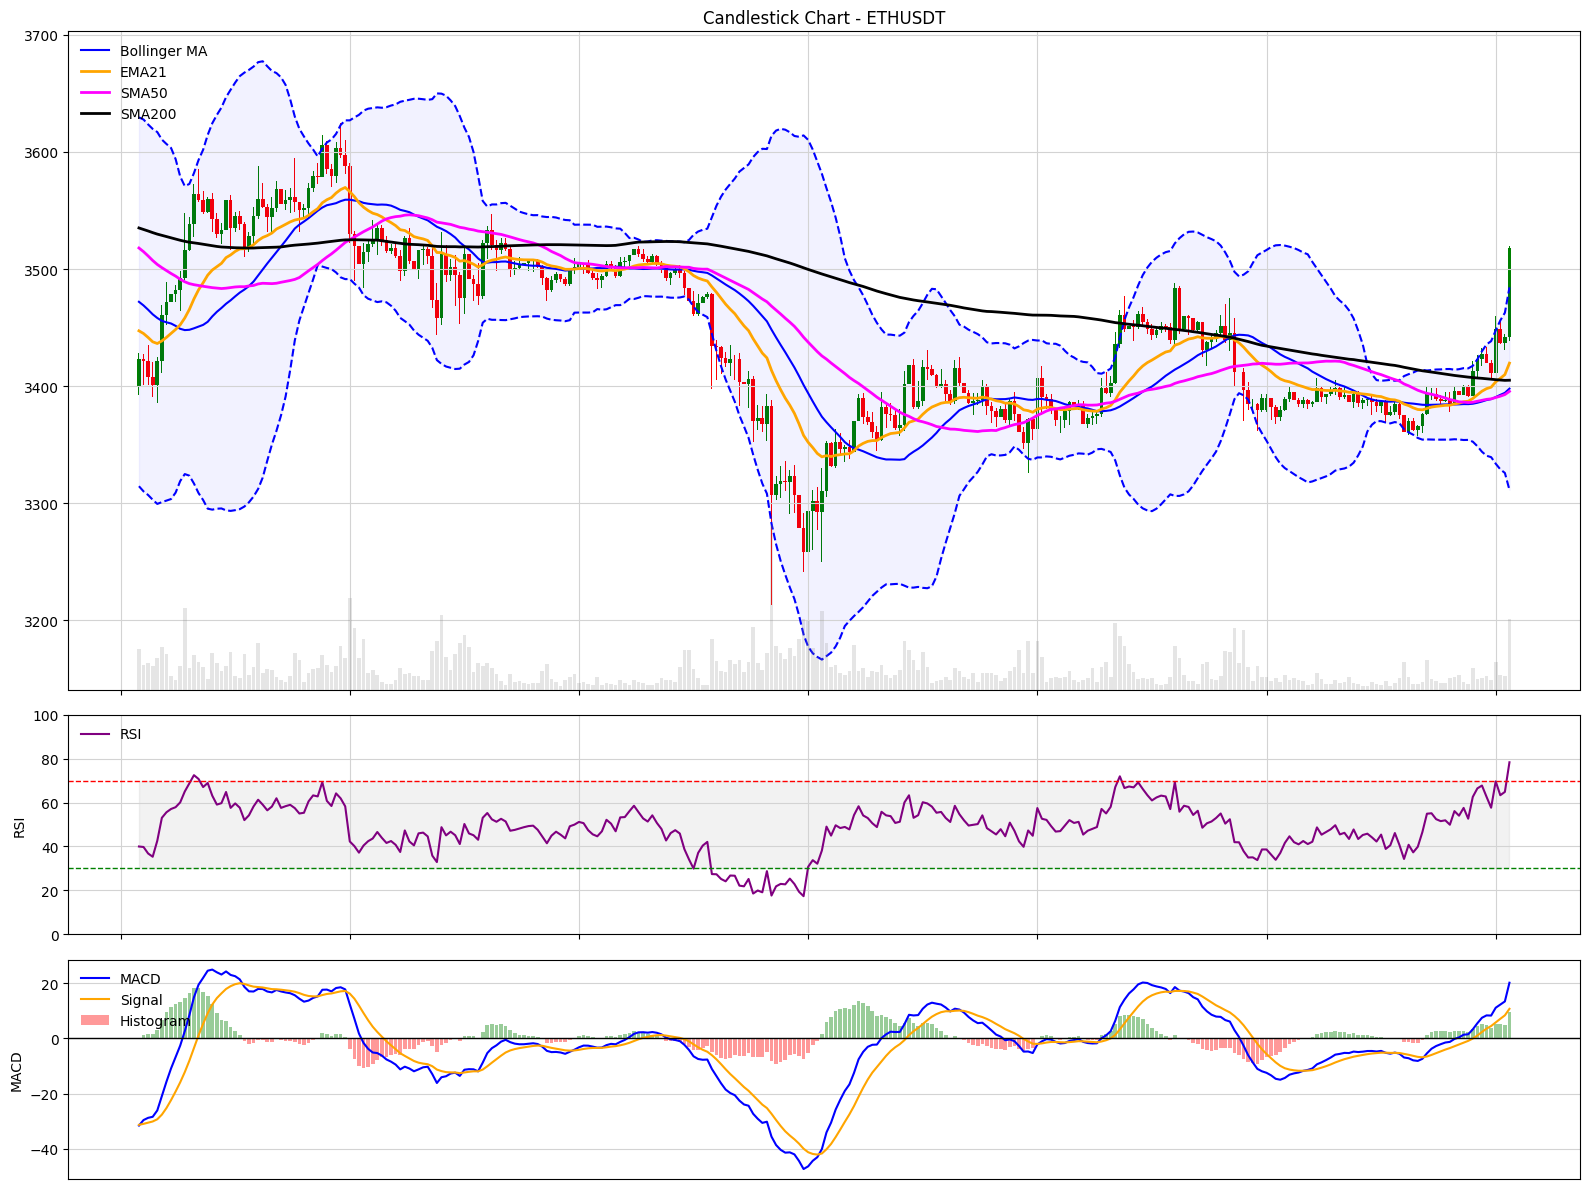 Candlestick Chart - ETHUSDT
3700
3600
3500
3400
3300
3200
Bollinger MA
EMA21
SMA50
SMA200
100
80
60
40
20
0
RSI
RSI
20
0
−20
−40
MACD
MACD
Signal
Histogram